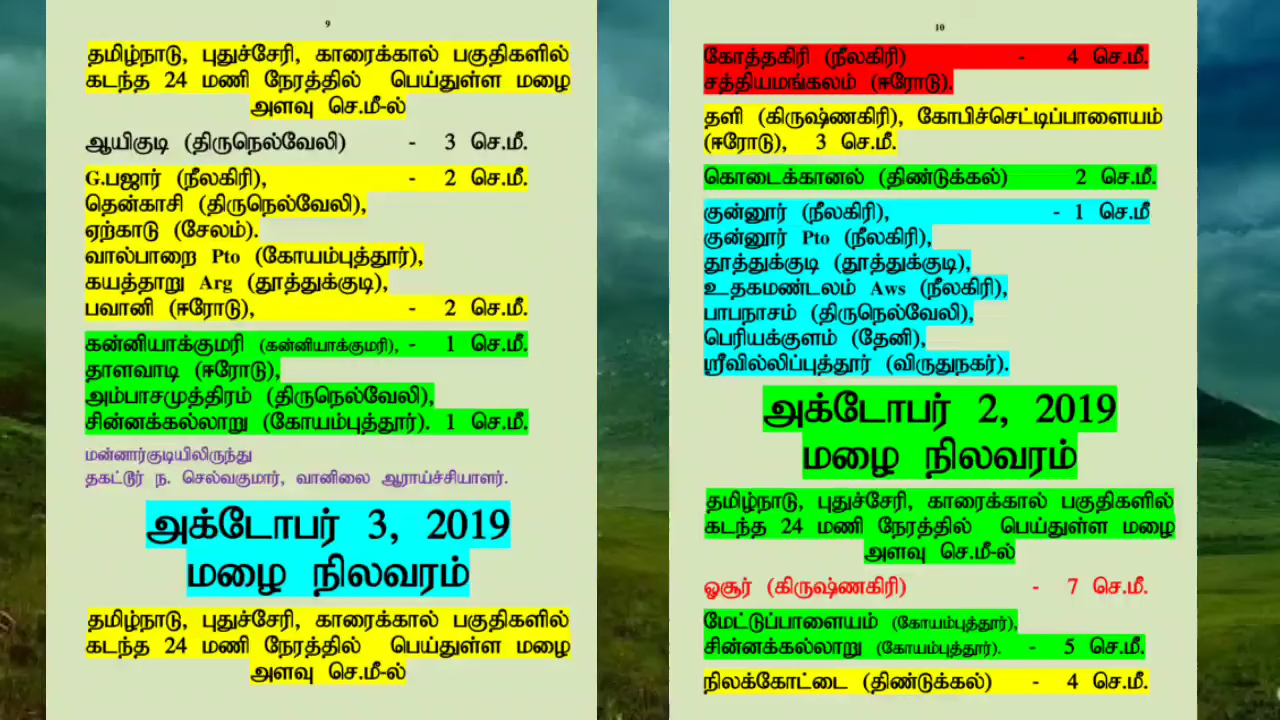 9
தமிழ்நாடு, புதுச்சேரி, காரைக்கால் பகுதிகளில்
கடந்த 24 மணி நேரத்தில் பெய்துள்ள மழை
அளவு செ.மீ-ல்
ஆயிகுடி (திருநெல்வேலி) - 3 செ.மீ.
G.பஜார் (நீலகிரி), - 2 செ.மீ.
தென்காசி (திருநெல்வேலி),
ஏற்காடு (சேலம்).
வால்பாறை Pto (கோயம்புத்தூர்),
கயத்தாறு Arg (தூத்துக்குடி),
பவானி (ஈரோடு), - 2 செ.மீ.
கன்னியாக்குமரி (கன்னியாக்குமரி), - 1 செ.மீ.
தாளவாடி (ஈரோடு),
அம்பாசமுத்திரம் (திருநெல்வேலி),
சின்னக்கல்லாறு (கோயம்புத்தூர்). 1 செ.மீ.
மன்னார்குடியிலிருந்து
தகட்டூர் ந. செல்வகுமார், வானிலை ஆராய்ச்சியாளர்.
அக்டோபர் 3, 2019
மழை நிலவரம்
தமிழ்நாடு, புதுச்சேரி, காரைக்கால் பகுதிகளில்
கடந்த 24 மணி நேரத்தில் பெய்துள்ள மழை
அளவு செ.மீ-ல்
10
கோத்தகிரி (நீலகிரி) - 4 செ.மீ.
சத்தியமங்கலம் (ஈரோடு).
தளி (கிருஷ்ணகிரி), கோபிச்செட்டிப்பாளையம்
(ஈரோடு), 3 செ.மீ.
கொடைக்கானல் (திண்டுக்கல்) 2 செ.மீ.
குன்னூர் (நீலகிரி), - 1 செ.மீ
குன்னூர் Pto (நீலகிரி),
தூத்துக்குடி (தூத்துக்குடி),
உதகமண்டலம் Aws (நீலகிரி),
பாபநாசம் (திருநெல்வேலி),
பெரியக்குளம் (தேனி),
ஸ்ரீவில்லிப்புத்தூர் (விருதுநகர்).
அக்டோபர் 2, 2019
மழை நிலவரம்
தமிழ்நாடு, புதுச்சேரி, காரைக்கால் பகுதிகளில்
கடந்த 24 மணி நேரத்தில் பெய்துள்ள மழை
அளவு செ.மீ-ல்
ஓசூர் (கிருஷ்ணகிரி) - 7 செ.மீ.
மேட்டுப்பாளையம் (கோயம்புத்தூர்),
சின்னக்கல்லாறு (கோயம்புத்தூர்). - 5 செ.மீ.
நிலக்கோட்டை (திண்டுக்கல்) - 4 செ.மீ.